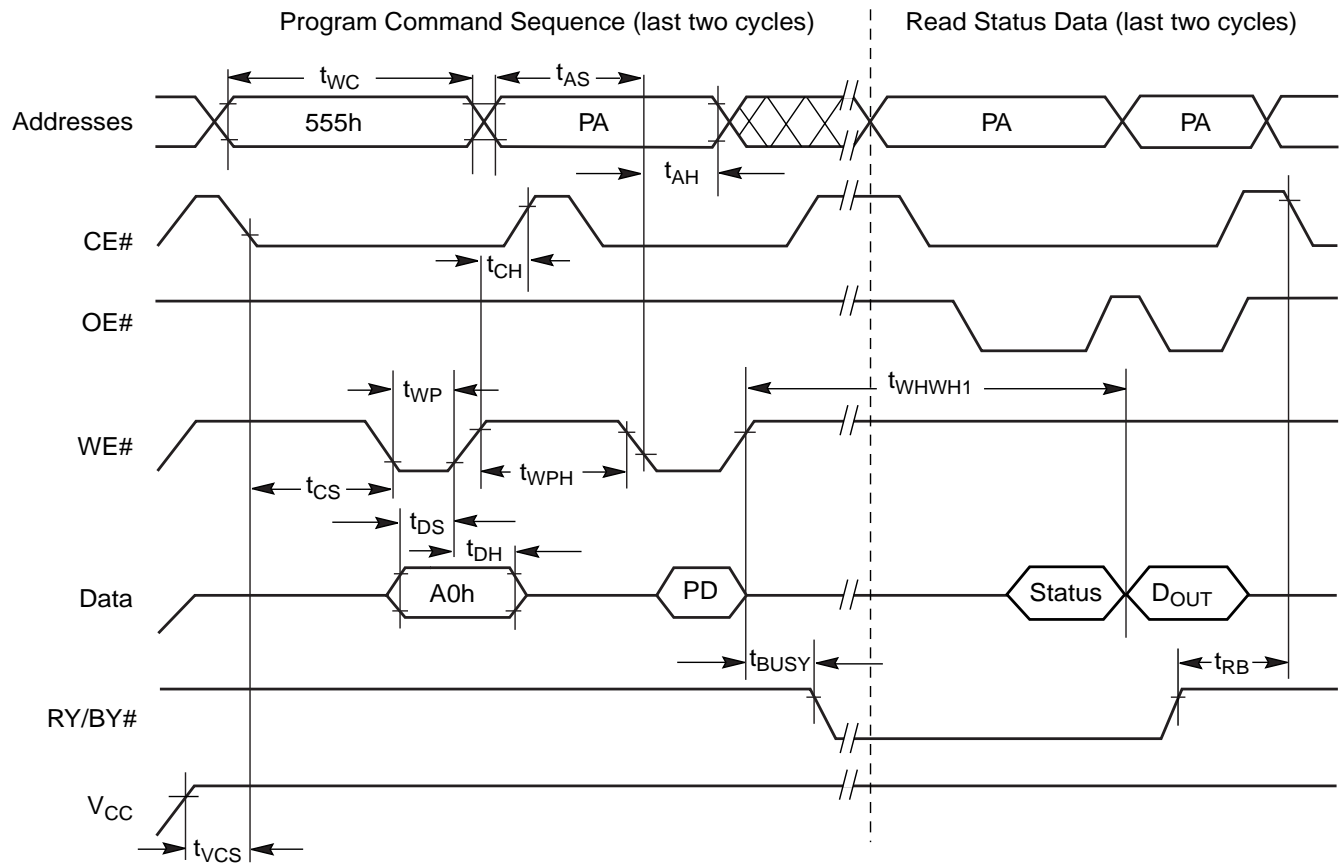 Program Command Sequence (last two cycles) Read Status Data (last two cycles)
tWC tAS
Addresses 555h PA PA PA
tAH
CE#
tCH
OE#
tWP tWHWH1
WE#
tCS tWPH
tDS
tDH
Data A0h PD Status DOUT
tBUSY tRB
RY/BY#
VCC
tVCS